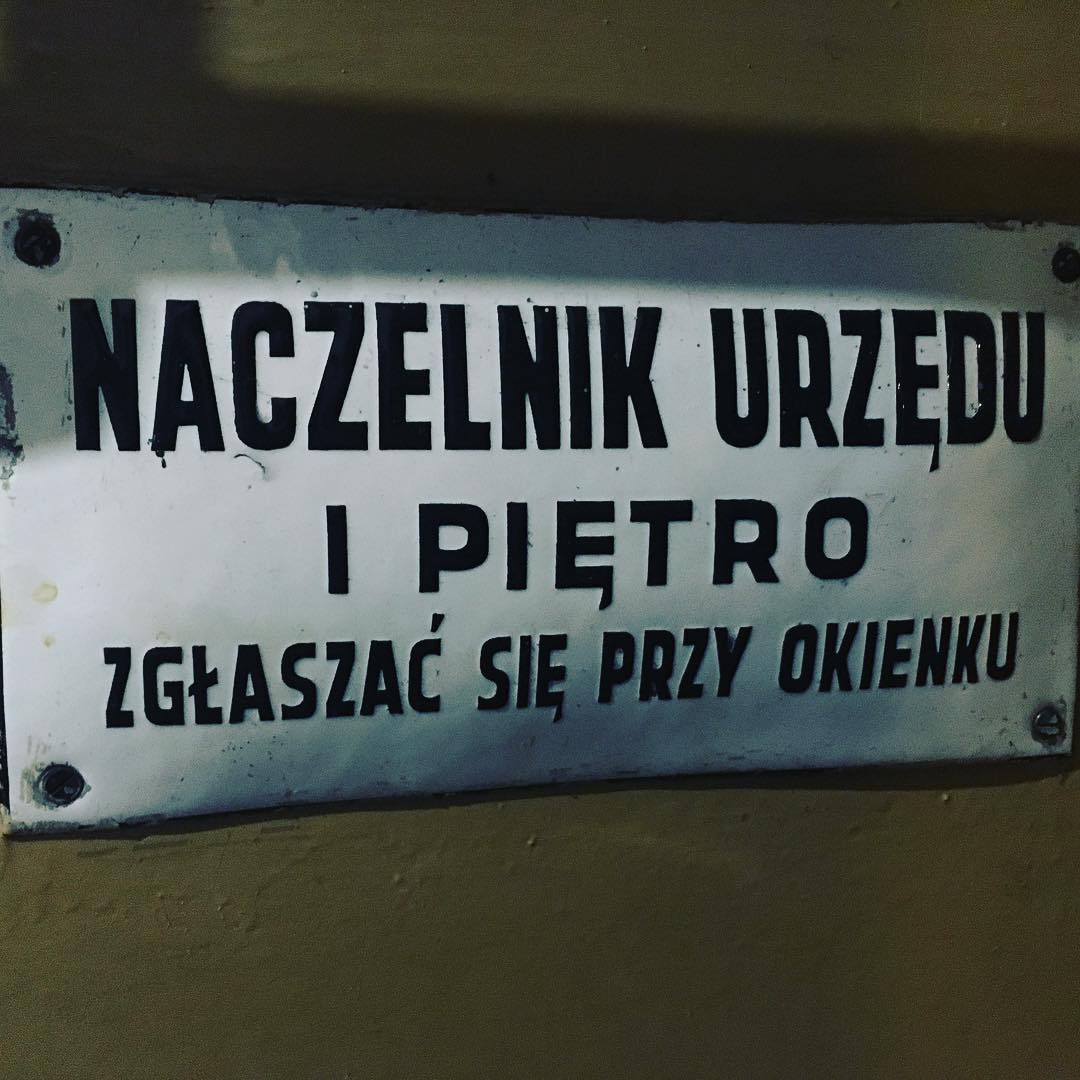 NACZELNIK URZĘDU
I PIĘTRO
ZGŁASZAĆ SIĘ PRZY OKIENKU